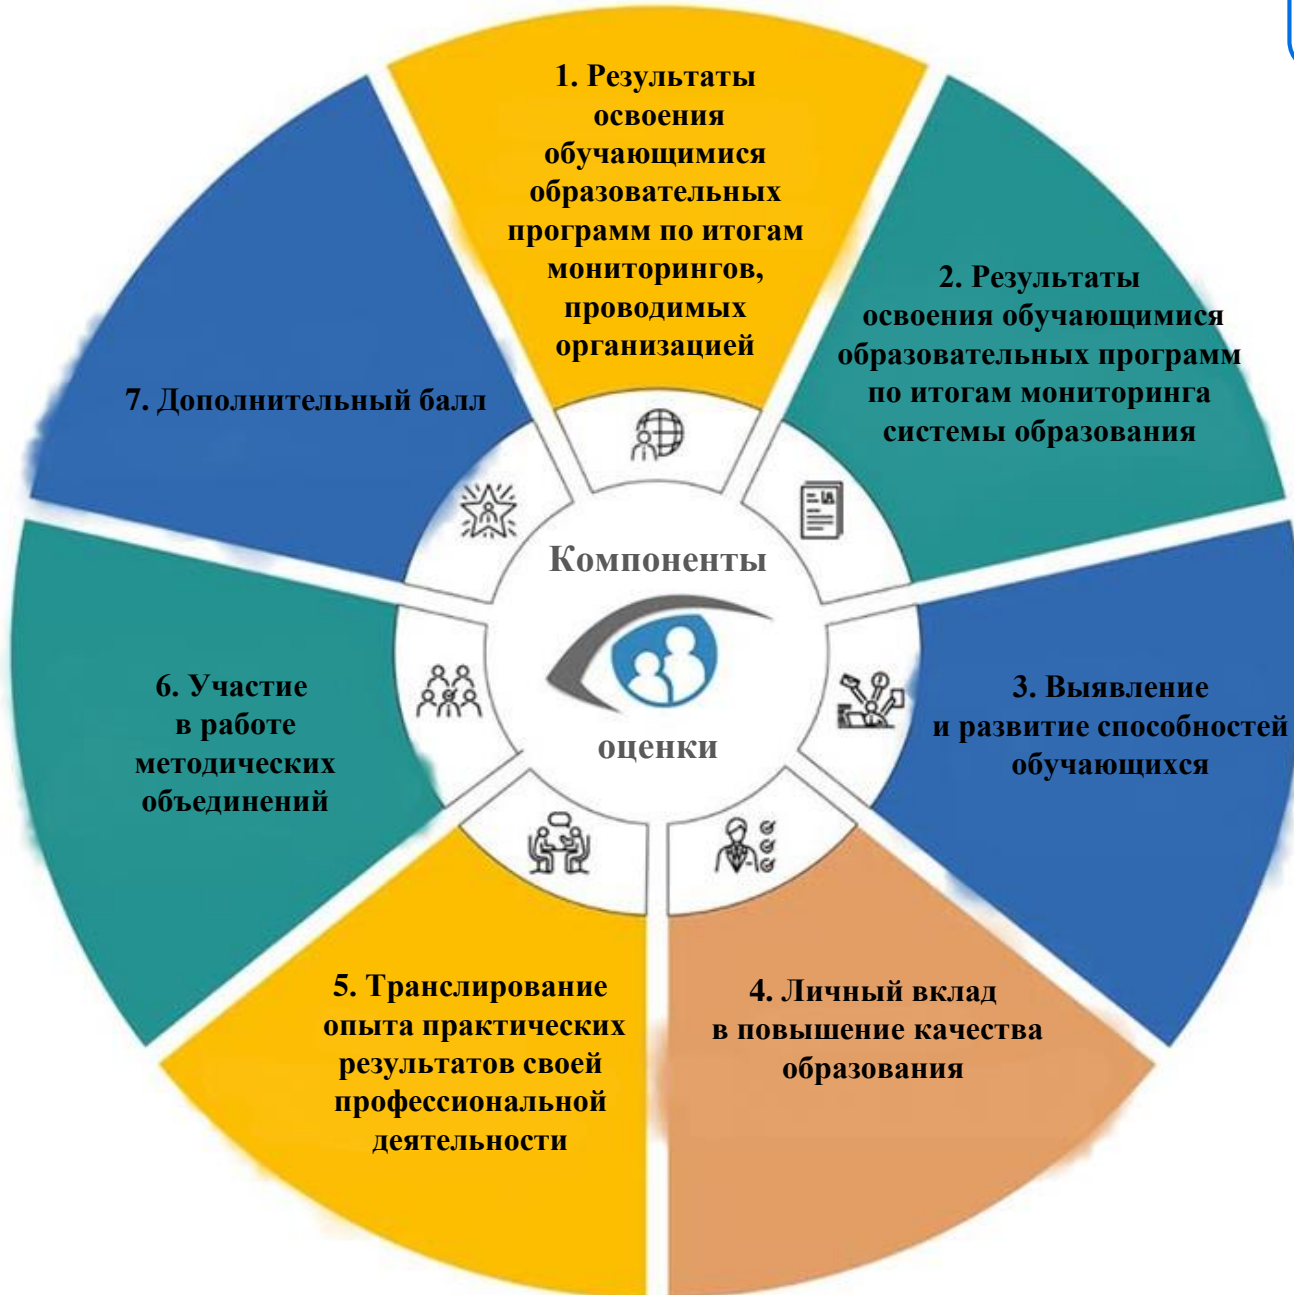 1. Результаты
освоения
обучающимися
образовательных
программ по итогам
мониторингов,
проводимых
организацией
2. Результаты
освоения обучающимися
образовательных программ
по итогам мониторинга
системы образования
3. Выявление
и развитие способностей
обучающихся
4. Личный вклад
в повышение качества
образования
5. Транслирование
опыта практических
результатов своей
профессиональной
деятельности
6. Участие
в работе
методических
объединений
7. Дополнительный балл
Компоненты
оценки